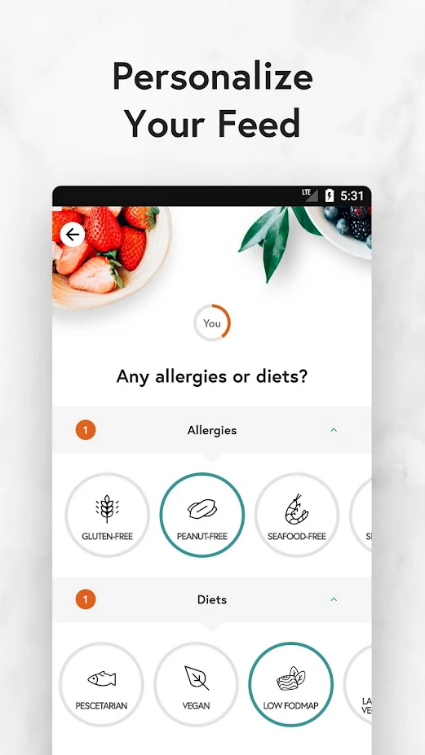 Personalize
Your Feed
LTE 5:31
You
Any allergies or diets?
1 Allergies
GLUTEN-FREE PEANUT-FREE SEAFOOD-FREE
1 Diets
PESCETARIAN VEGAN LOW FODMAP